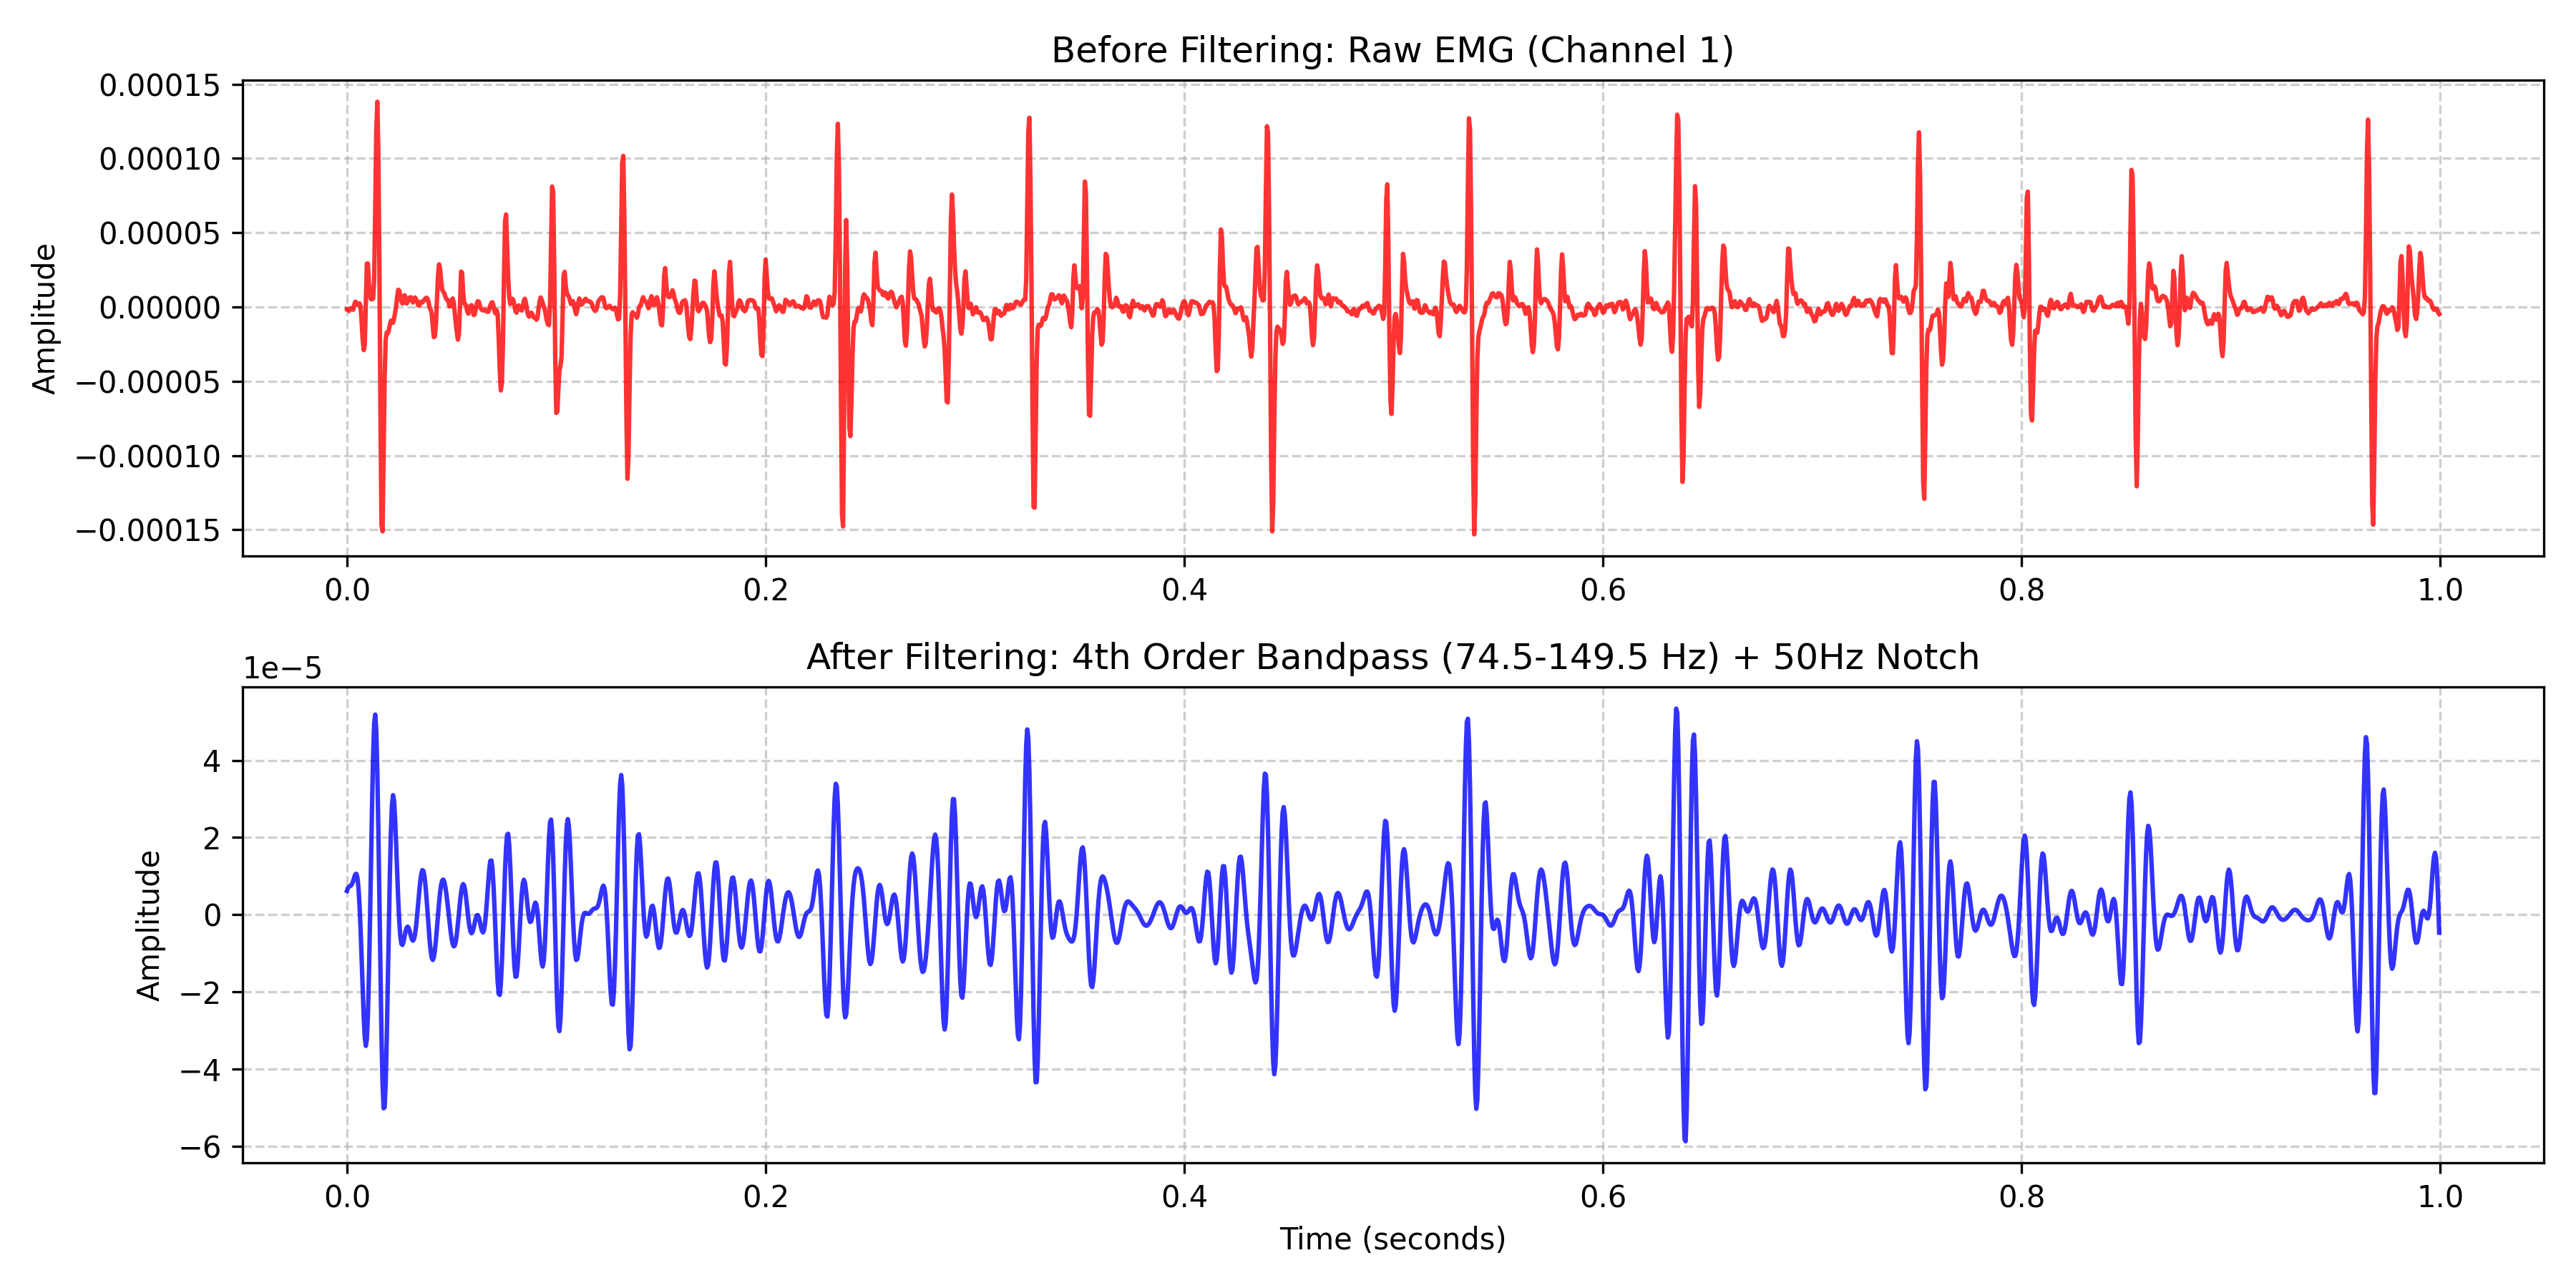 Before Filtering: Raw EMG (Channel 1)
0.00015
0.00010
0.00005
0.00000
−0.00005
−0.00010
−0.00015
Amplitude
0.0 0.2 0.4 0.6 0.8 1.0
After Filtering: 4th Order Bandpass (74.5-149.5 Hz) + 50Hz Notch
1e−5
4
2
0
−2
−4
−6
Amplitude
0.0 0.2 0.4 0.6 0.8 1.0
Time (seconds)